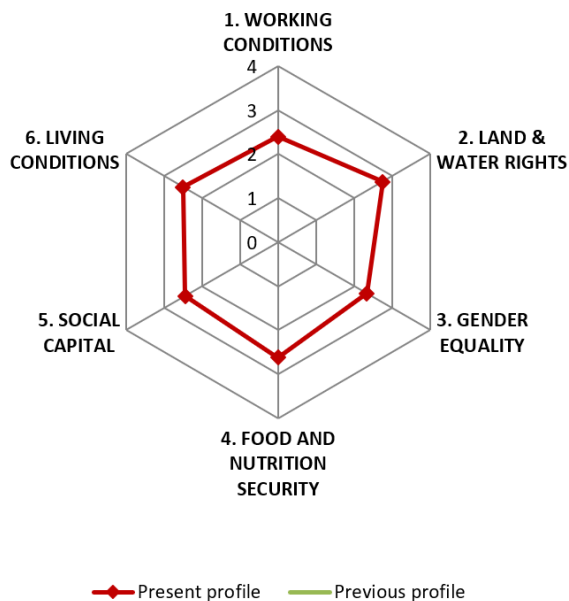 1. WORKING
CONDITIONS
4
3
2
1
0
2. LAND &
WATER RIGHTS
3. GENDER
EQUALITY
4. FOOD AND
NUTRITION
SECURITY
5. SOCIAL
CAPITAL
6. LIVING
CONDITIONS
Present profile
Previous profile